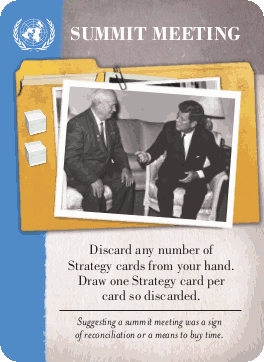 SUMMIT MEETING
Discard any number of
Strategy cards from your hand.
Draw one Strategy card per
card so discarded.
Suggesting a summit meeting was a sign
of reconciliation or a means to buy time.